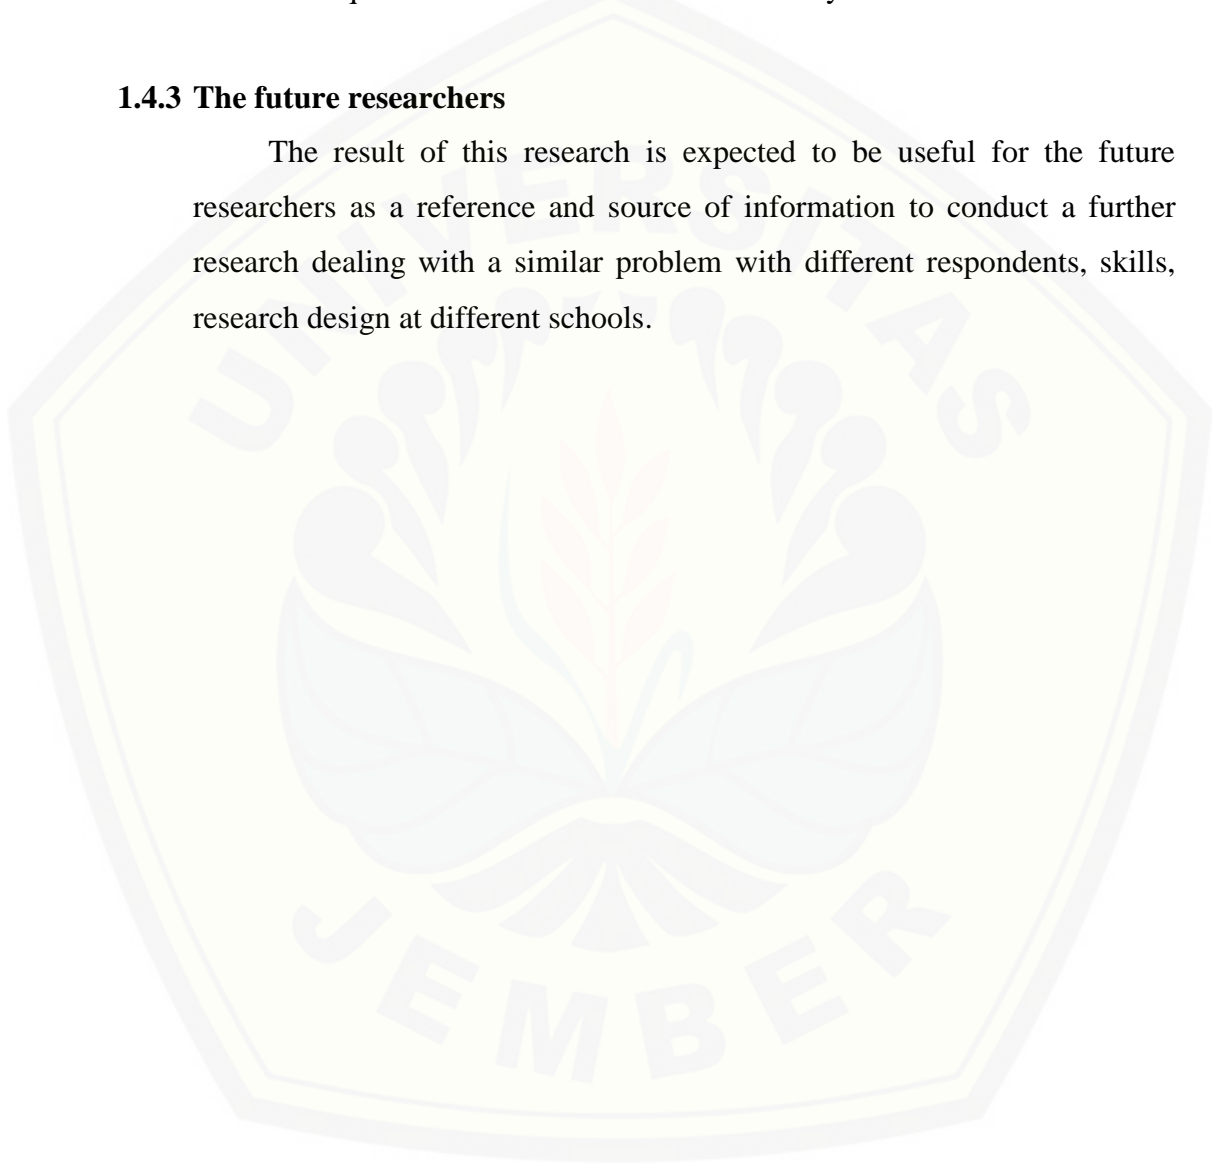 1.4.3 The future researchers
The result of this research is expected to be useful for the future
researchers as a reference and source of information to conduct a further
research dealing with a similar problem with different respondents, skills,
research design at different schools.
UNIVERSITAS
JEMBER